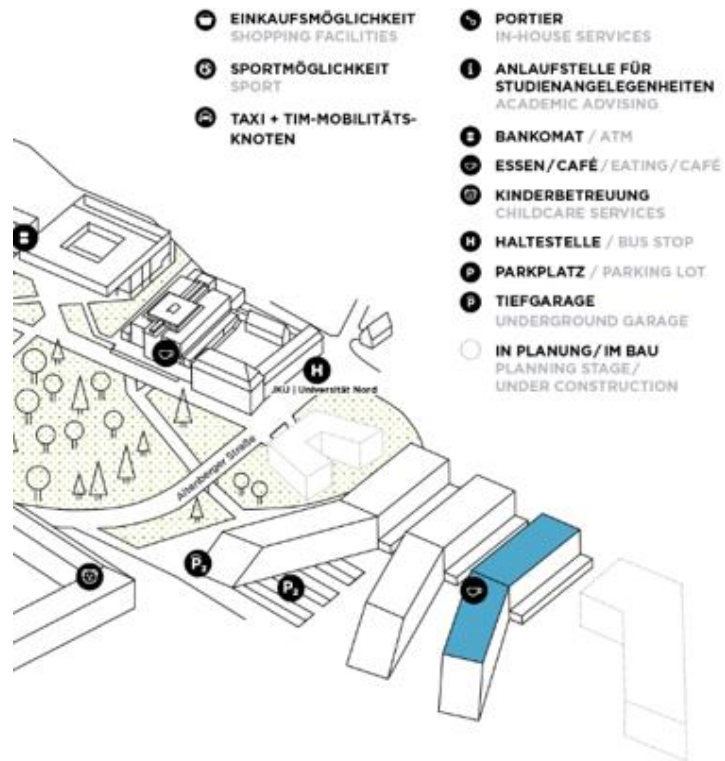 EINKAUFSMÖGLICHKEIT
SHOPPING FACILITIES
SPORTMÖGLICHKEIT
SPORT
TAXI + TIM-MOBILITÄTS-
KNOTEN
PORTIER
IN-HOUSE SERVICES
ANLAUFSTELLE FÜR
STUDIENANGELEGENHEITEN
ACADEMIC ADVISING
BANKOMAT / ATM
ESSEN/CAFÉ/EATING/CAFÉ
KINDERBETREUUNG
CHILDCARE SERVICES
H HALTESTELLE / BUS STOP
P PARKPLATZ / PARKING LOT
P TIEFGARAGE
UNDERGROUND GARAGE
IN PLANUNG/IM BAU
PLANNING STAGE/
UNDER CONSTRUCTION
H
JKU | Universität Nord
Altenberger Straße
P3
P2